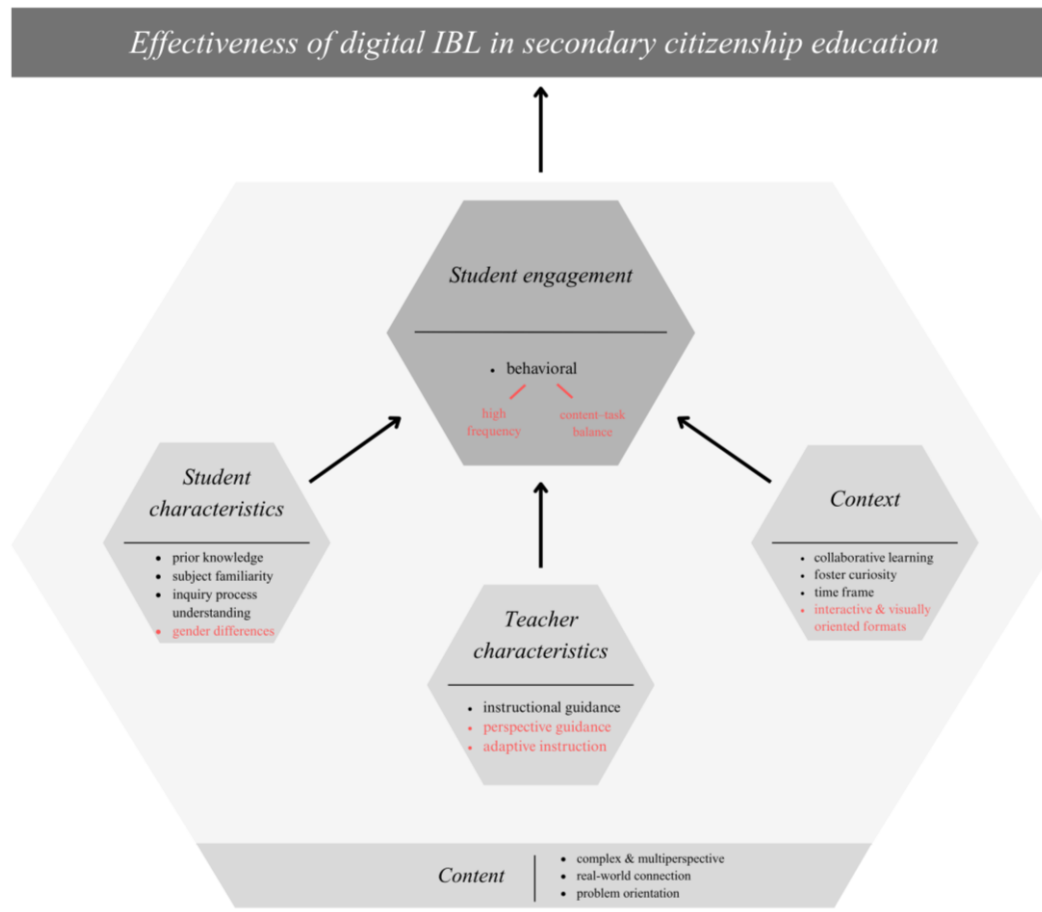 Effectiveness of digital IBL in secondary citizenship education
Student engagement
• behavioral
high
frequency
content-task
balance
Student
characteristics
• prior knowledge
• subject familiarity
• inquiry process
understanding
• gender differences
Teacher
characteristics
• instructional guidance
• perspective guidance
• adaptive instruction
Context
• collaborative learning
• foster curiosity
• time frame
• interactive & visually
oriented formats
Content
• complex & multiperspective
• real-world connection
• problem orientation